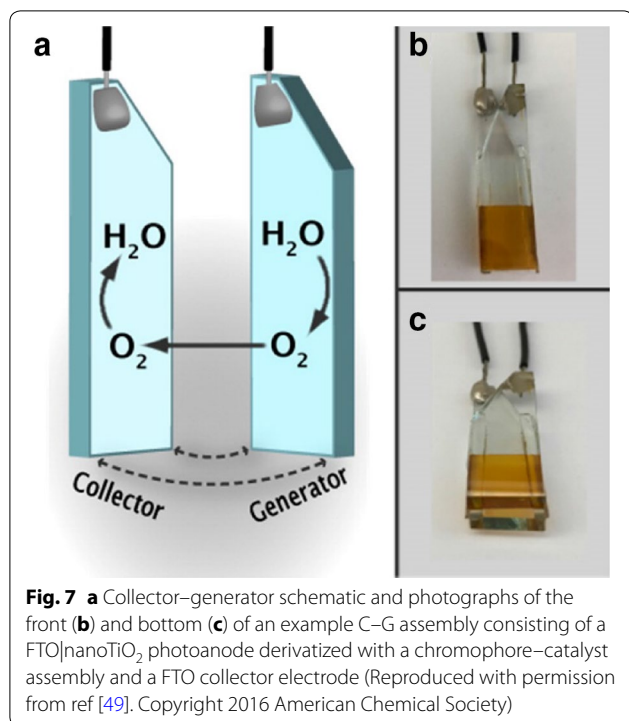 a
b
c
H₂O
H₂O
O₂
O₂
Collector
Generator
Fig. 7 a Collector–generator schematic and photographs of the
front (b) and bottom (c) of an example C–G assembly consisting of a
FTO|nanoTiO₂ photoanode derivatized with a chromophore–catalyst
assembly and a FTO collector electrode (Reproduced with permission
from ref [49]. Copyright 2016 American Chemical Society)